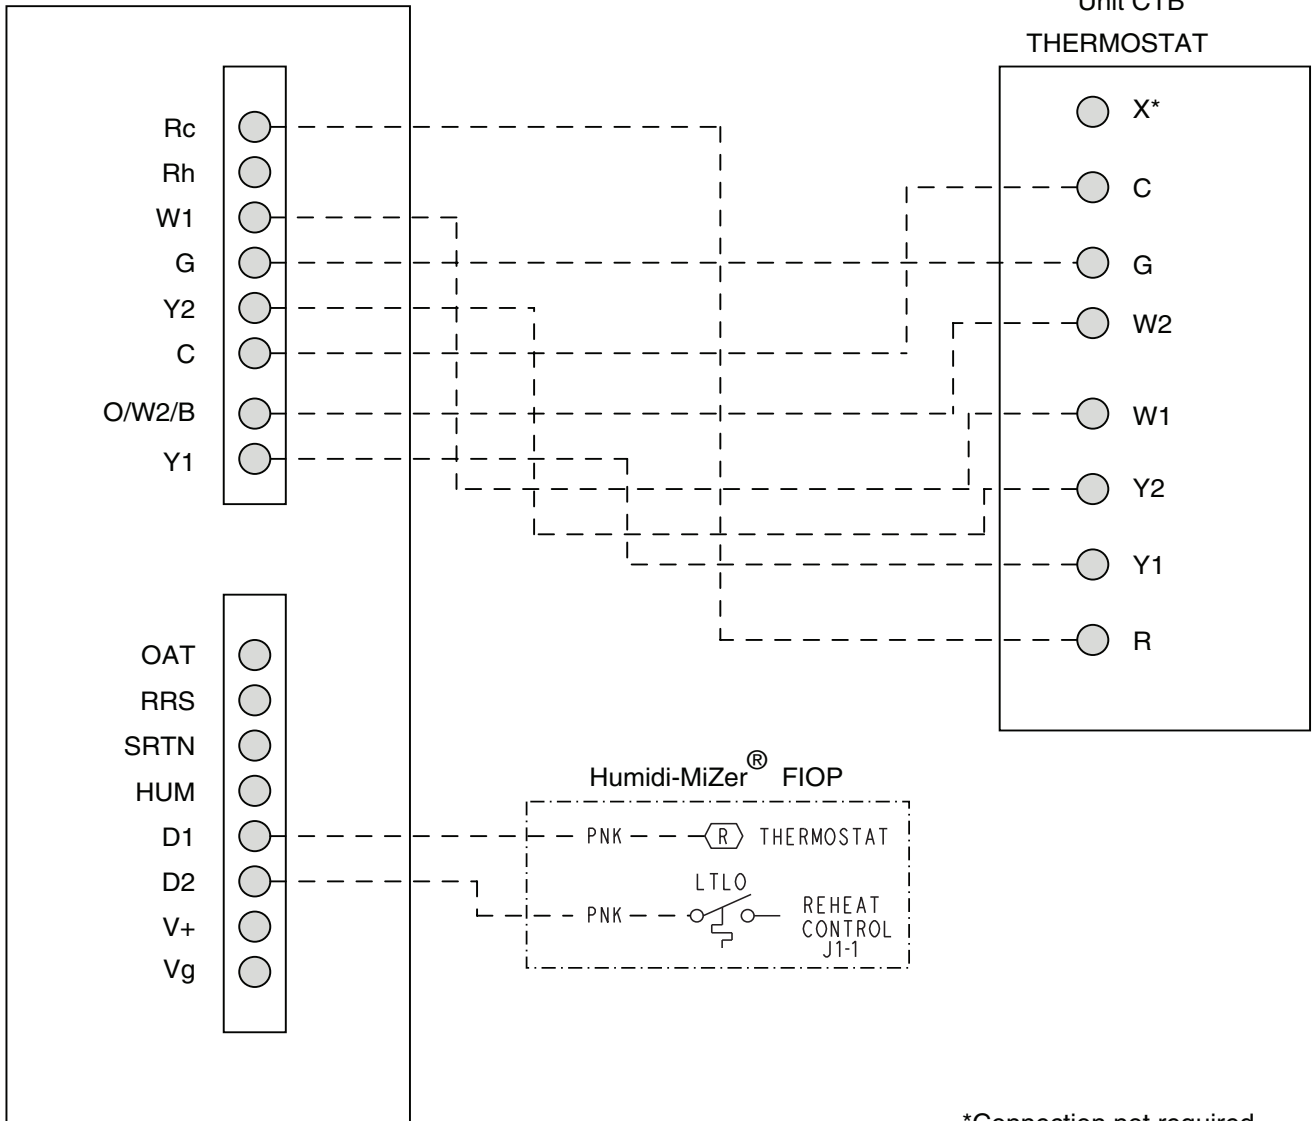 Unit CTB
THERMOSTAT
Rc
Rh
W1
G
Y2
C
O/W2/B
Y1
X*
C
G
W2
W1
Y2
Y1
R
OAT
RRS
SRTN
HUM
D1
D2
V+
Vg
Humidi-MiZer® FIOP
PNK R THERMOSTAT
LTLO
PNK
REHEAT
CONTROL
J1-1
*Connection not required.